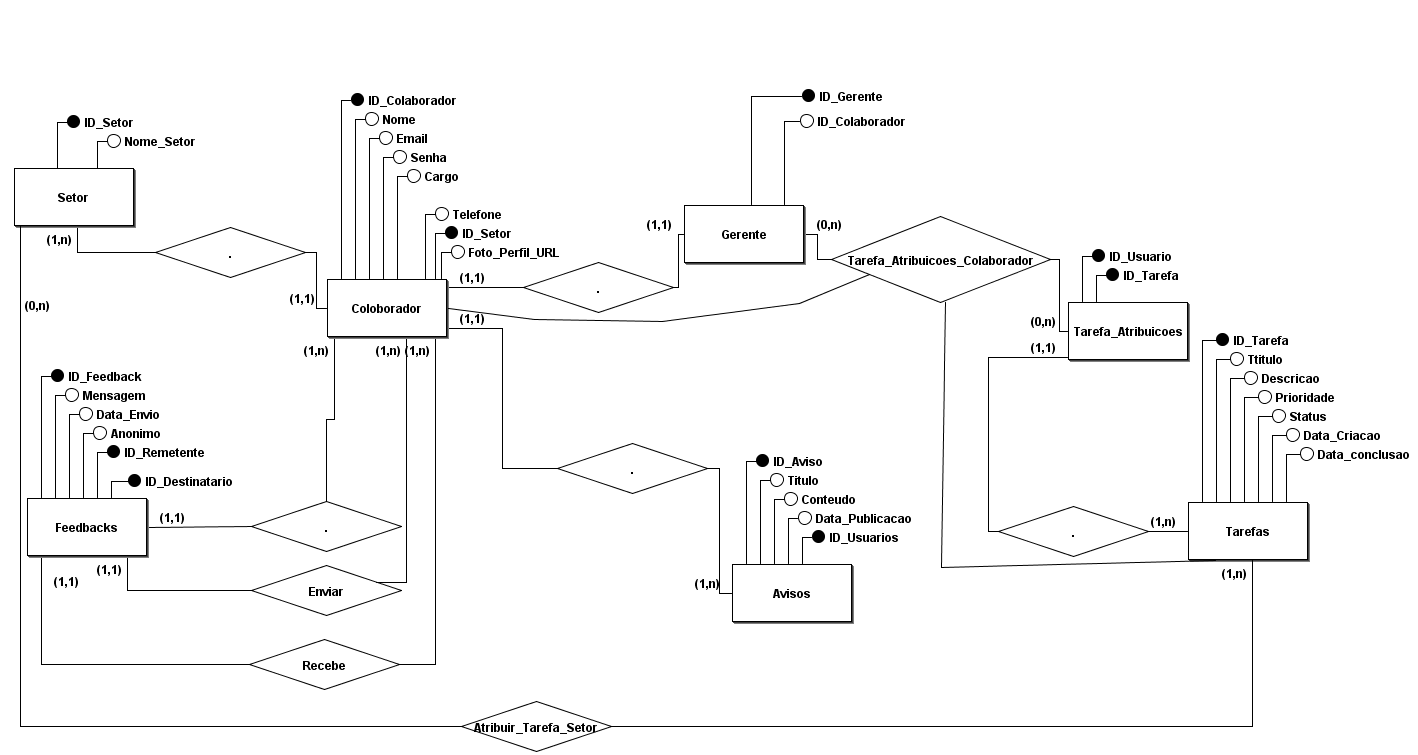 ID_Setor
Nome_Setor
Setor
(1,n)
.
(0,n)
ID_Colaborador
Nome
Email
Senha
Cargo
Telefone
ID_Setor
Foto_Perfil_URL
(1,1)
Coloborador
(1,1)
(1,1)
(1,n)
(1,n)
(1,n)
.
ID_Gerente
ID_Colaborador
(1,1)
Gerente
(0,n)
Tarefa_Atribuicoes_Colaborador
ID_Usuario
ID_Tarefa
(0,n)
Tarefa_Atribuicoes
(1,1)
ID_Tarefa
Ttitulo
Descricao
Prioridade
Status
Data_Criacao
Data_conclusao
.
(1,n)
Tarefas
(1,n)
ID_Feedback
Mensagem
Data_Envio
Anonimo
ID_Remetente
ID_Destinatario
Feedbacks
(1,1)
.
(1,1)
(1,1)
Enviar
Recebe
.
ID_Aviso
Titulo
Conteudo
Data_Publicacao
ID_Usuarios
(1,n)
Avisos
Atribuir_Tarefa_Setor